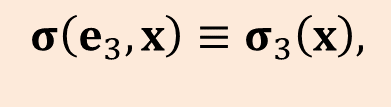 𝛔(𝐞₃, 𝐱) ≡ 𝛔₃(𝐱),